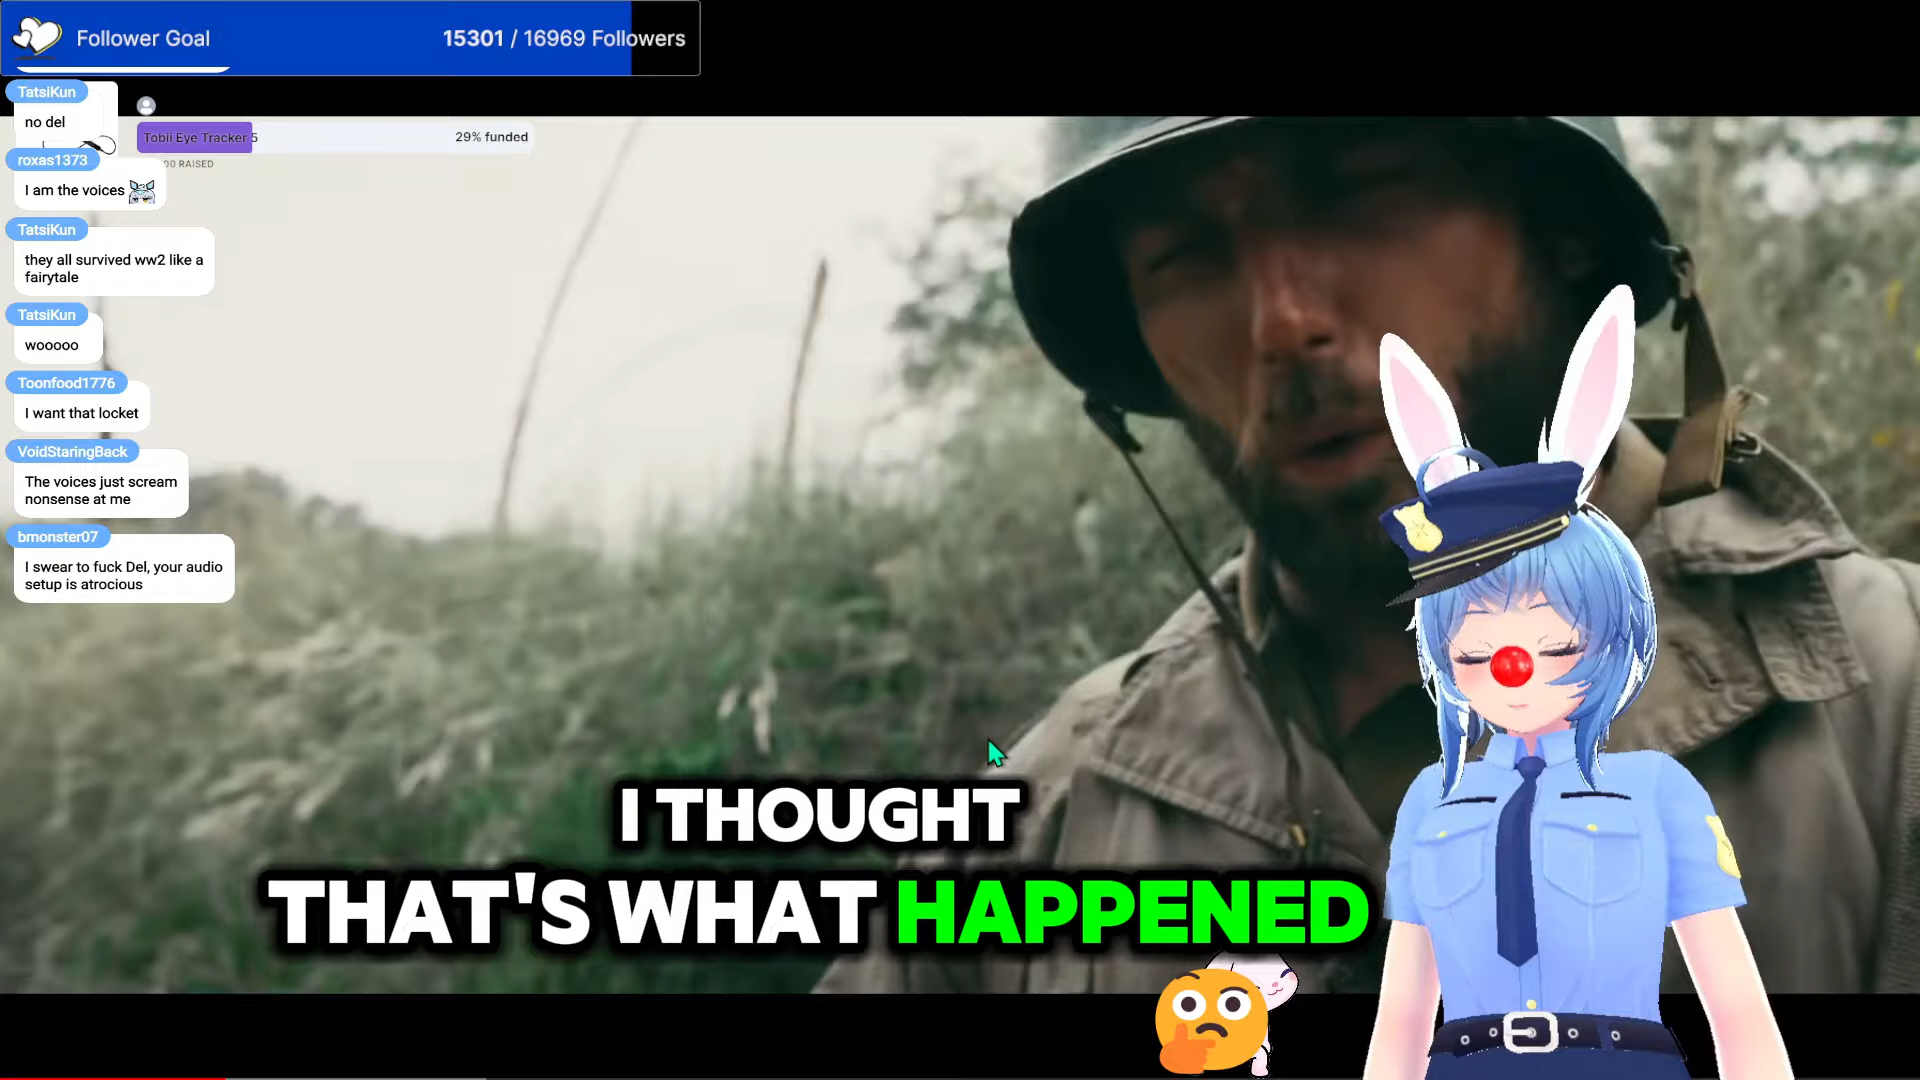 Follower Goal
15301 / 16969 Followers
TatsiKun
no del
Tobii Eye Tracker 5
29% funded
00 RAISED
roxas1373
I am the voices
TatsiKun
they all survived ww2 like a
fairytale
TatsiKun
wooooo
Toonfood1776
I want that locket
VoidStaringBack
The voices just scream
nonsense at me
bmonster07
I swear to fuck Del, your audio
setup is atrocious
I THOUGHT
THAT'S WHAT HAPPENED